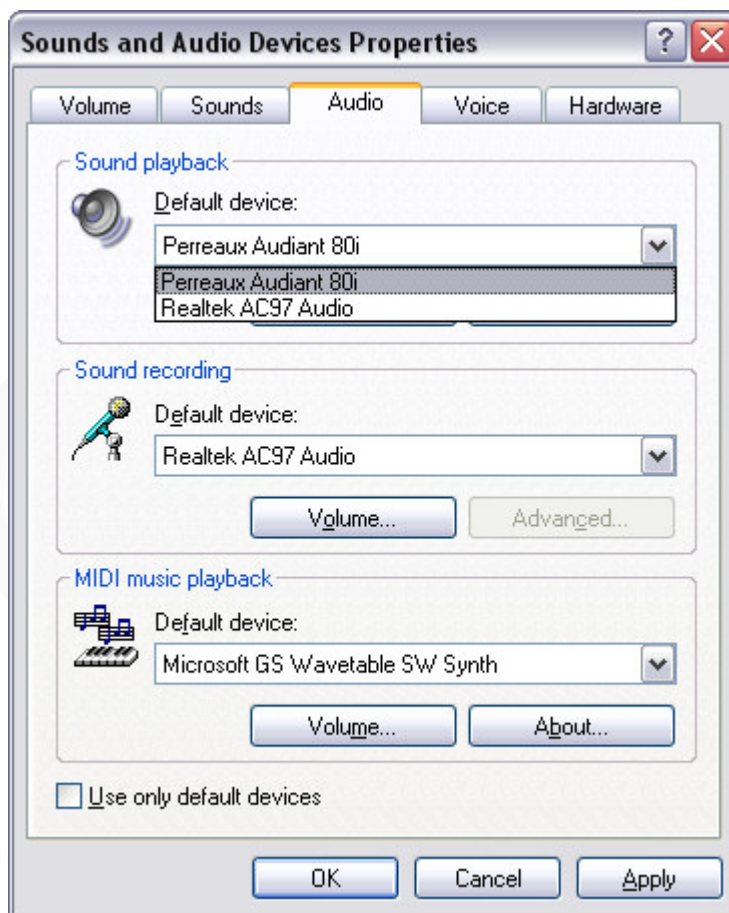 Sounds and Audio Devices Properties
Volume Sounds Audio Voice Hardware
Sound playback
Default device:
Perreaux Audiant 80i
Perreaux Audiant 80i
Realtek AC97 Audio
Sound recording
Default device:
Realtek AC97 Audio
Volume... Advanced...
MIDI music playback
Default device:
Microsoft GS Wavetable SW Synth
Volume... About...
Use only default devices
OK Cancel Apply